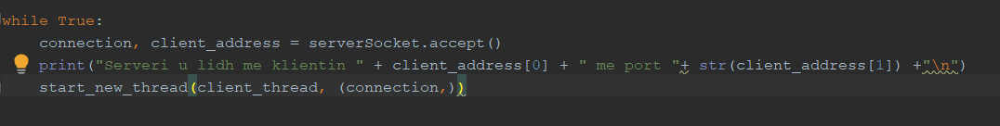 while True:
    connection, client_address = serverSocket.accept()
    print("Serveri u lidh me klientin " + client_address[0] + " me port "+ str(client_address[1]) +"\n")
    start_new_thread(client_thread, (connection,))